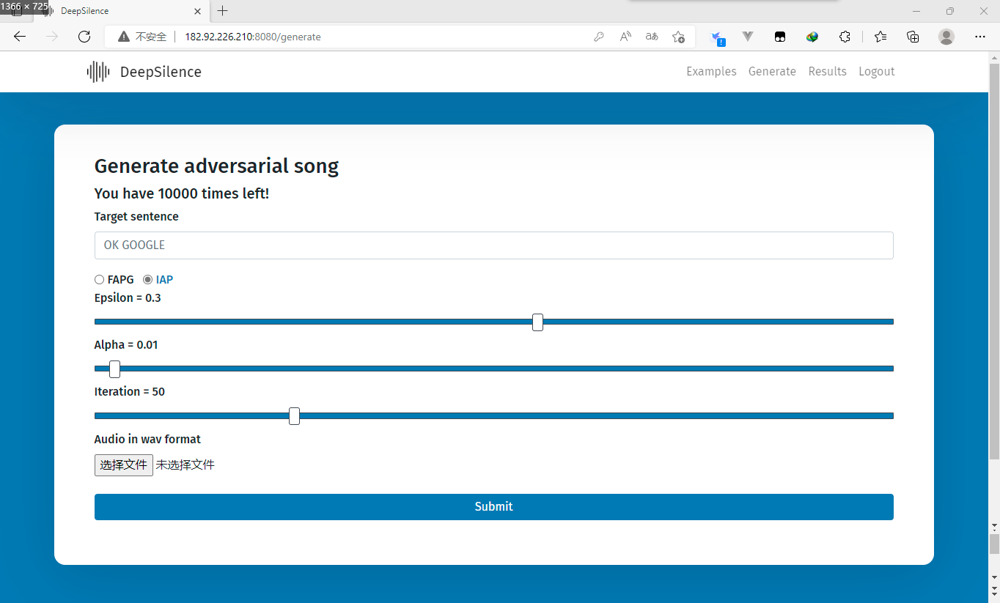 1366 × 725
DeepSilence
不安全 182.92.226.210:8080/generate
DeepSilence
Examples Generate Results Logout
Generate adversarial song
You have 10000 times left!
Target sentence
OK GOOGLE
FAPG IAP
Epsilon = 0.3
Alpha = 0.01
Iteration = 50
Audio in wav format
选择文件 未选择文件
Submit